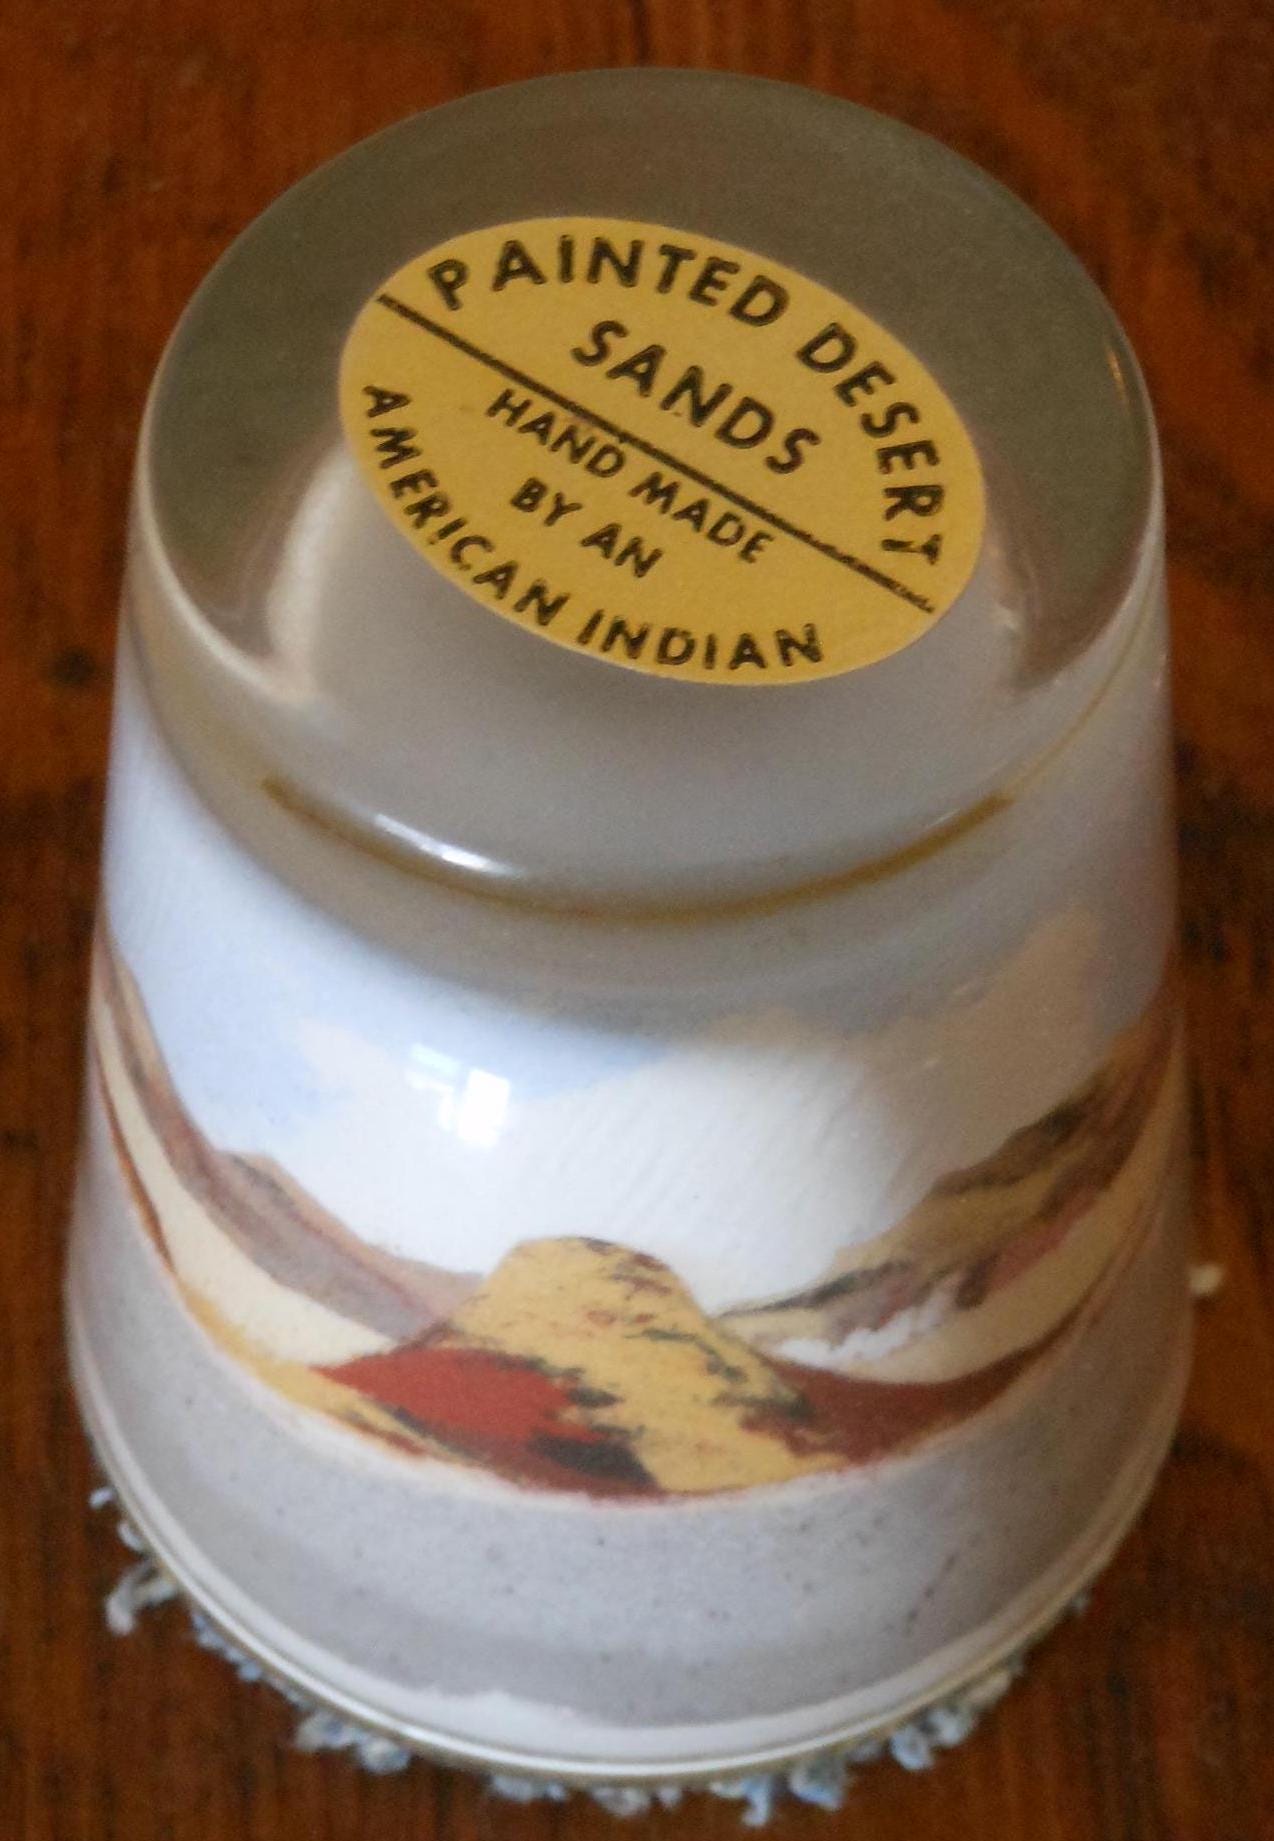 PAINTED DESERT
SANDS
HAND MADE
BY AN
AMERICAN INDIAN